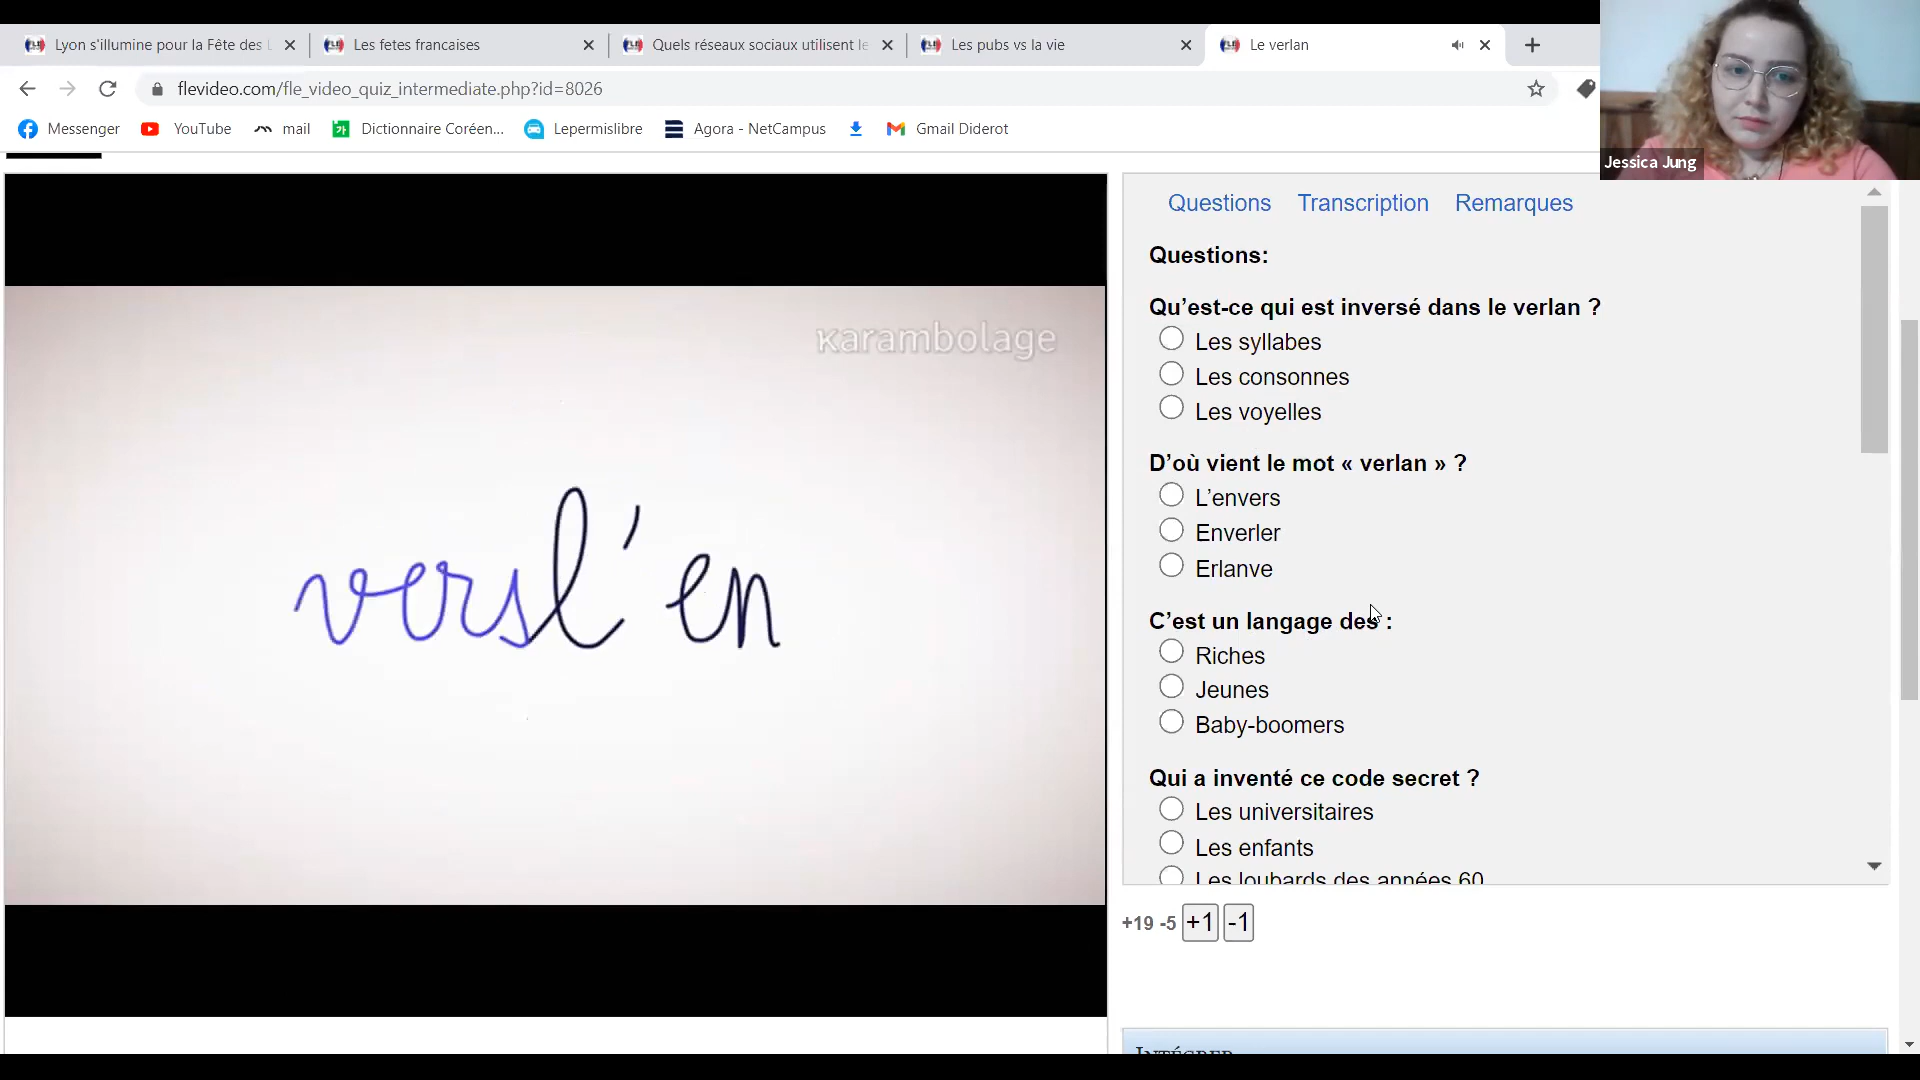 Lyon s'illumine pour la Fête des L
Les fetes francaises
Quels réseaux sociaux utilisent le
Les pubs vs la vie
Le verlan
flevideo.com/fle_video_quiz_intermediate.php?id=8026
Messenger
YouTube
mail
Dictionnaire Coréen...
Lepermislibre
Agora - NetCampus
Gmail Diderot
Jessica Jung
karambolage
versl'en
Questions Transcription Remarques
Questions:
Qu'est-ce qui est inversé dans le verlan ?
Les syllabes
Les consonnes
Les voyelles
D'où vient le mot « verlan » ?
L'envers
Enverler
Erlanve
C'est un langage des :
Riches
Jeunes
Baby-boomers
Qui a inventé ce code secret ?
Les universitaires
Les enfants
Les loubards des années 60
+19 -5 +1 -1
INTÉGRER